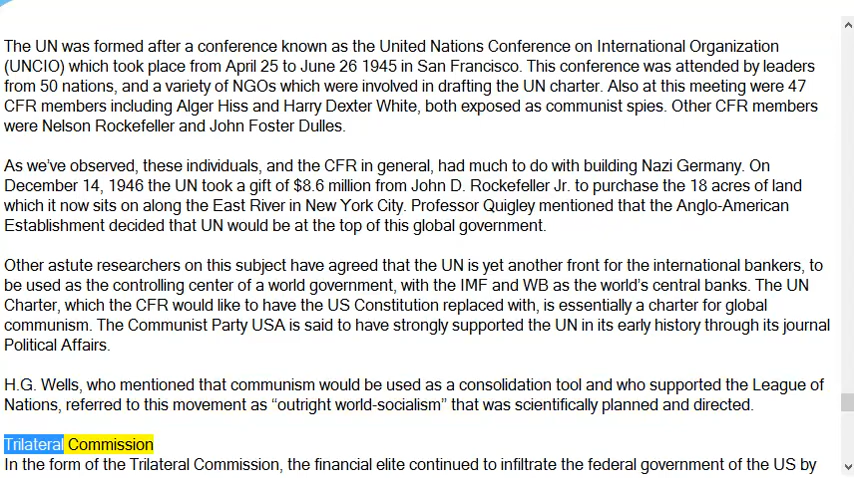 The UN was formed after a conference known as the United Nations Conference on International Organization
(UNCIO) which took place from April 25 to June 26 1945 in San Francisco. This conference was attended by leaders
from 50 nations, and a variety of NGOs which were involved in drafting the UN charter. Also at this meeting were 47
CFR members including Alger Hiss and Harry Dexter White, both exposed as communist spies. Other CFR members
were Nelson Rockefeller and John Foster Dulles.
As we've observed, these individuals, and the CFR in general, had much to do with building Nazi Germany. On
December 14, 1946 the UN took a gift of $8.6 million from John D. Rockefeller Jr. to purchase the 18 acres of land
which it now sits on along the East River in New York City. Professor Quigley mentioned that the Anglo-American
Establishment decided that UN would be at the top of this global government.
Other astute researchers on this subject have agreed that the UN is yet another front for the international bankers, to
be used as the controlling center of a world government, with the IMF and WB as the world's central banks. The UN
Charter, which the CFR would like to have the US Constitution replaced with, is essentially a charter for global
communism. The Communist Party USA is said to have strongly supported the UN in its early history through its journal
Political Affairs.
H.G. Wells, who mentioned that communism would be used as a consolidation tool and who supported the League of
Nations, referred to this movement as “outright world-socialism” that was scientifically planned and directed.
Trilateral Commission
In the form of the Trilateral Commission, the financial elite continued to infiltrate the federal government of the US by